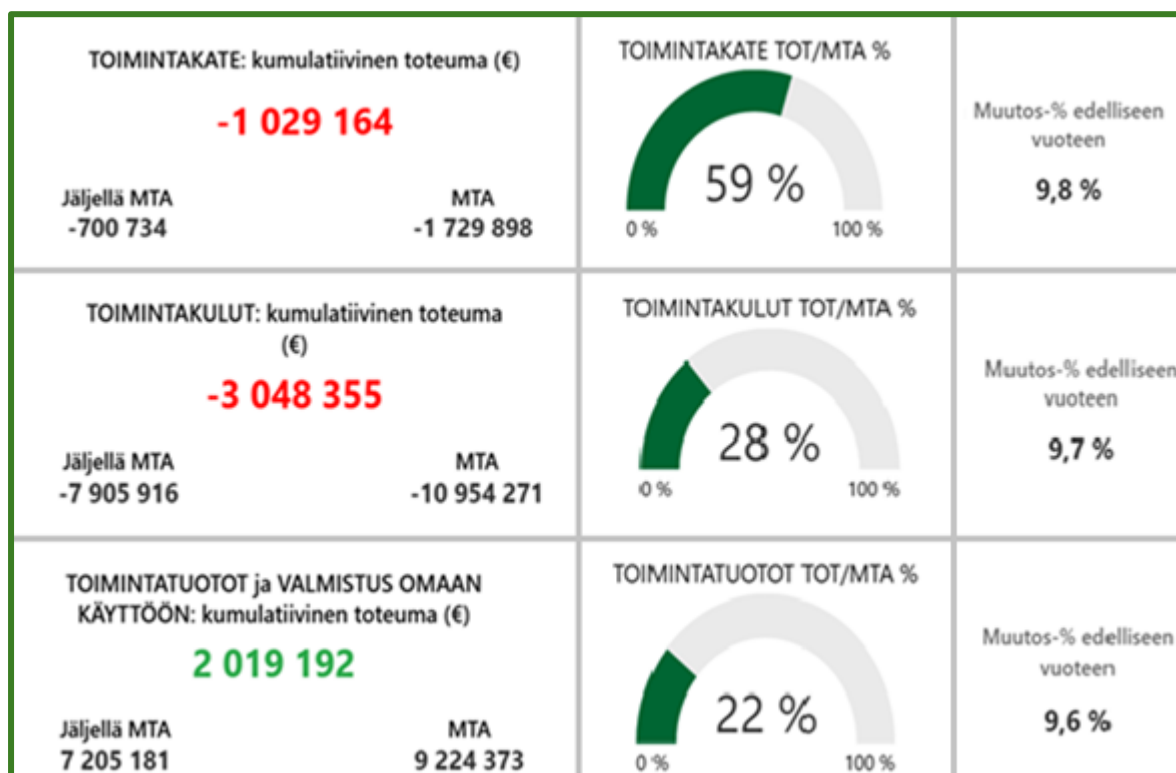 TOIMINTAKATE: kumulatiivinen toteuma (€)
-1 029 164
Jäljellä MTA
-700 734
MTA
-1 729 898
TOIMINTAKATE TOT/MTA %
59 %
0 %
100 %
Muutos-% edelliseen
vuoteen
9,8 %
TOIMINTAKULUT: kumulatiivinen toteuma
(€)
-3 048 355
Jäljellä MTA
-7 905 916
MTA
-10 954 271
TOIMINTAKULUT TOT/MTA %
28 %
0 %
100 %
Muutos-% edelliseen
vuoteen
9,7 %
TOIMINTATUOTOT ja VALMISTUS OMAAN
KÄYTTÖÖN: kumulatiivinen toteuma (€)
2 019 192
Jäljellä MTA
7 205 181
MTA
9 224 373
TOIMINTATUOTOT TOT/MTA %
22 %
0 %
100 %
Muutos-% edelliseen
vuoteen
9,6 %